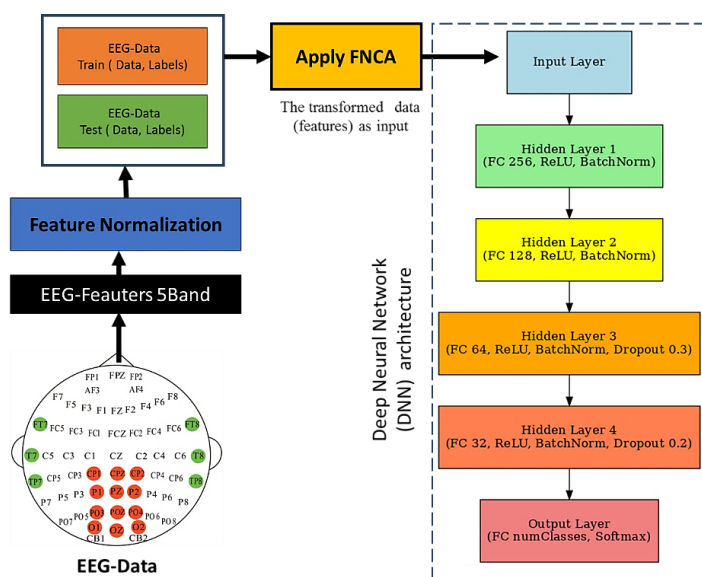 EEG-Data
Train ( Data, Labels)
EEG-Data
Test ( Data, Labels)
Apply FNCA
The transformed data
(features) as input
Feature Normalization
EEG-Feauters 5Band
FP1 FPZ FP2
AF3 AF4
F7 F5 F3 F1 FZ F2 F4 F6 F8
FT7 FC5 FC3 FC1 FCZ FC2 FC4 FC6 FT8
T7 C5 C3 C1 CZ C2 C4 C6 T8
TP7 CP5 CP3 CP1 CPZ CP2 CP4 CP6 TP8
P7 P5 P3 P1 PZ P2 P4 P6 P8
PO7 PO5 PO3 POZ PO4 PO6 PO8
O1 OZ O2
CB1 CB2
EEG-Data
Deep Neural Network
(DNN) architecture
Input Layer
Hidden Layer 1
(FC 256, ReLU, BatchNorm)
Hidden Layer 2
(FC 128, ReLU, BatchNorm)
Hidden Layer 3
(FC 64, ReLU, BatchNorm, Dropout 0.3)
Hidden Layer 4
(FC 32, ReLU, BatchNorm, Dropout 0.2)
Output Layer
(FC numClasses, Softmax)